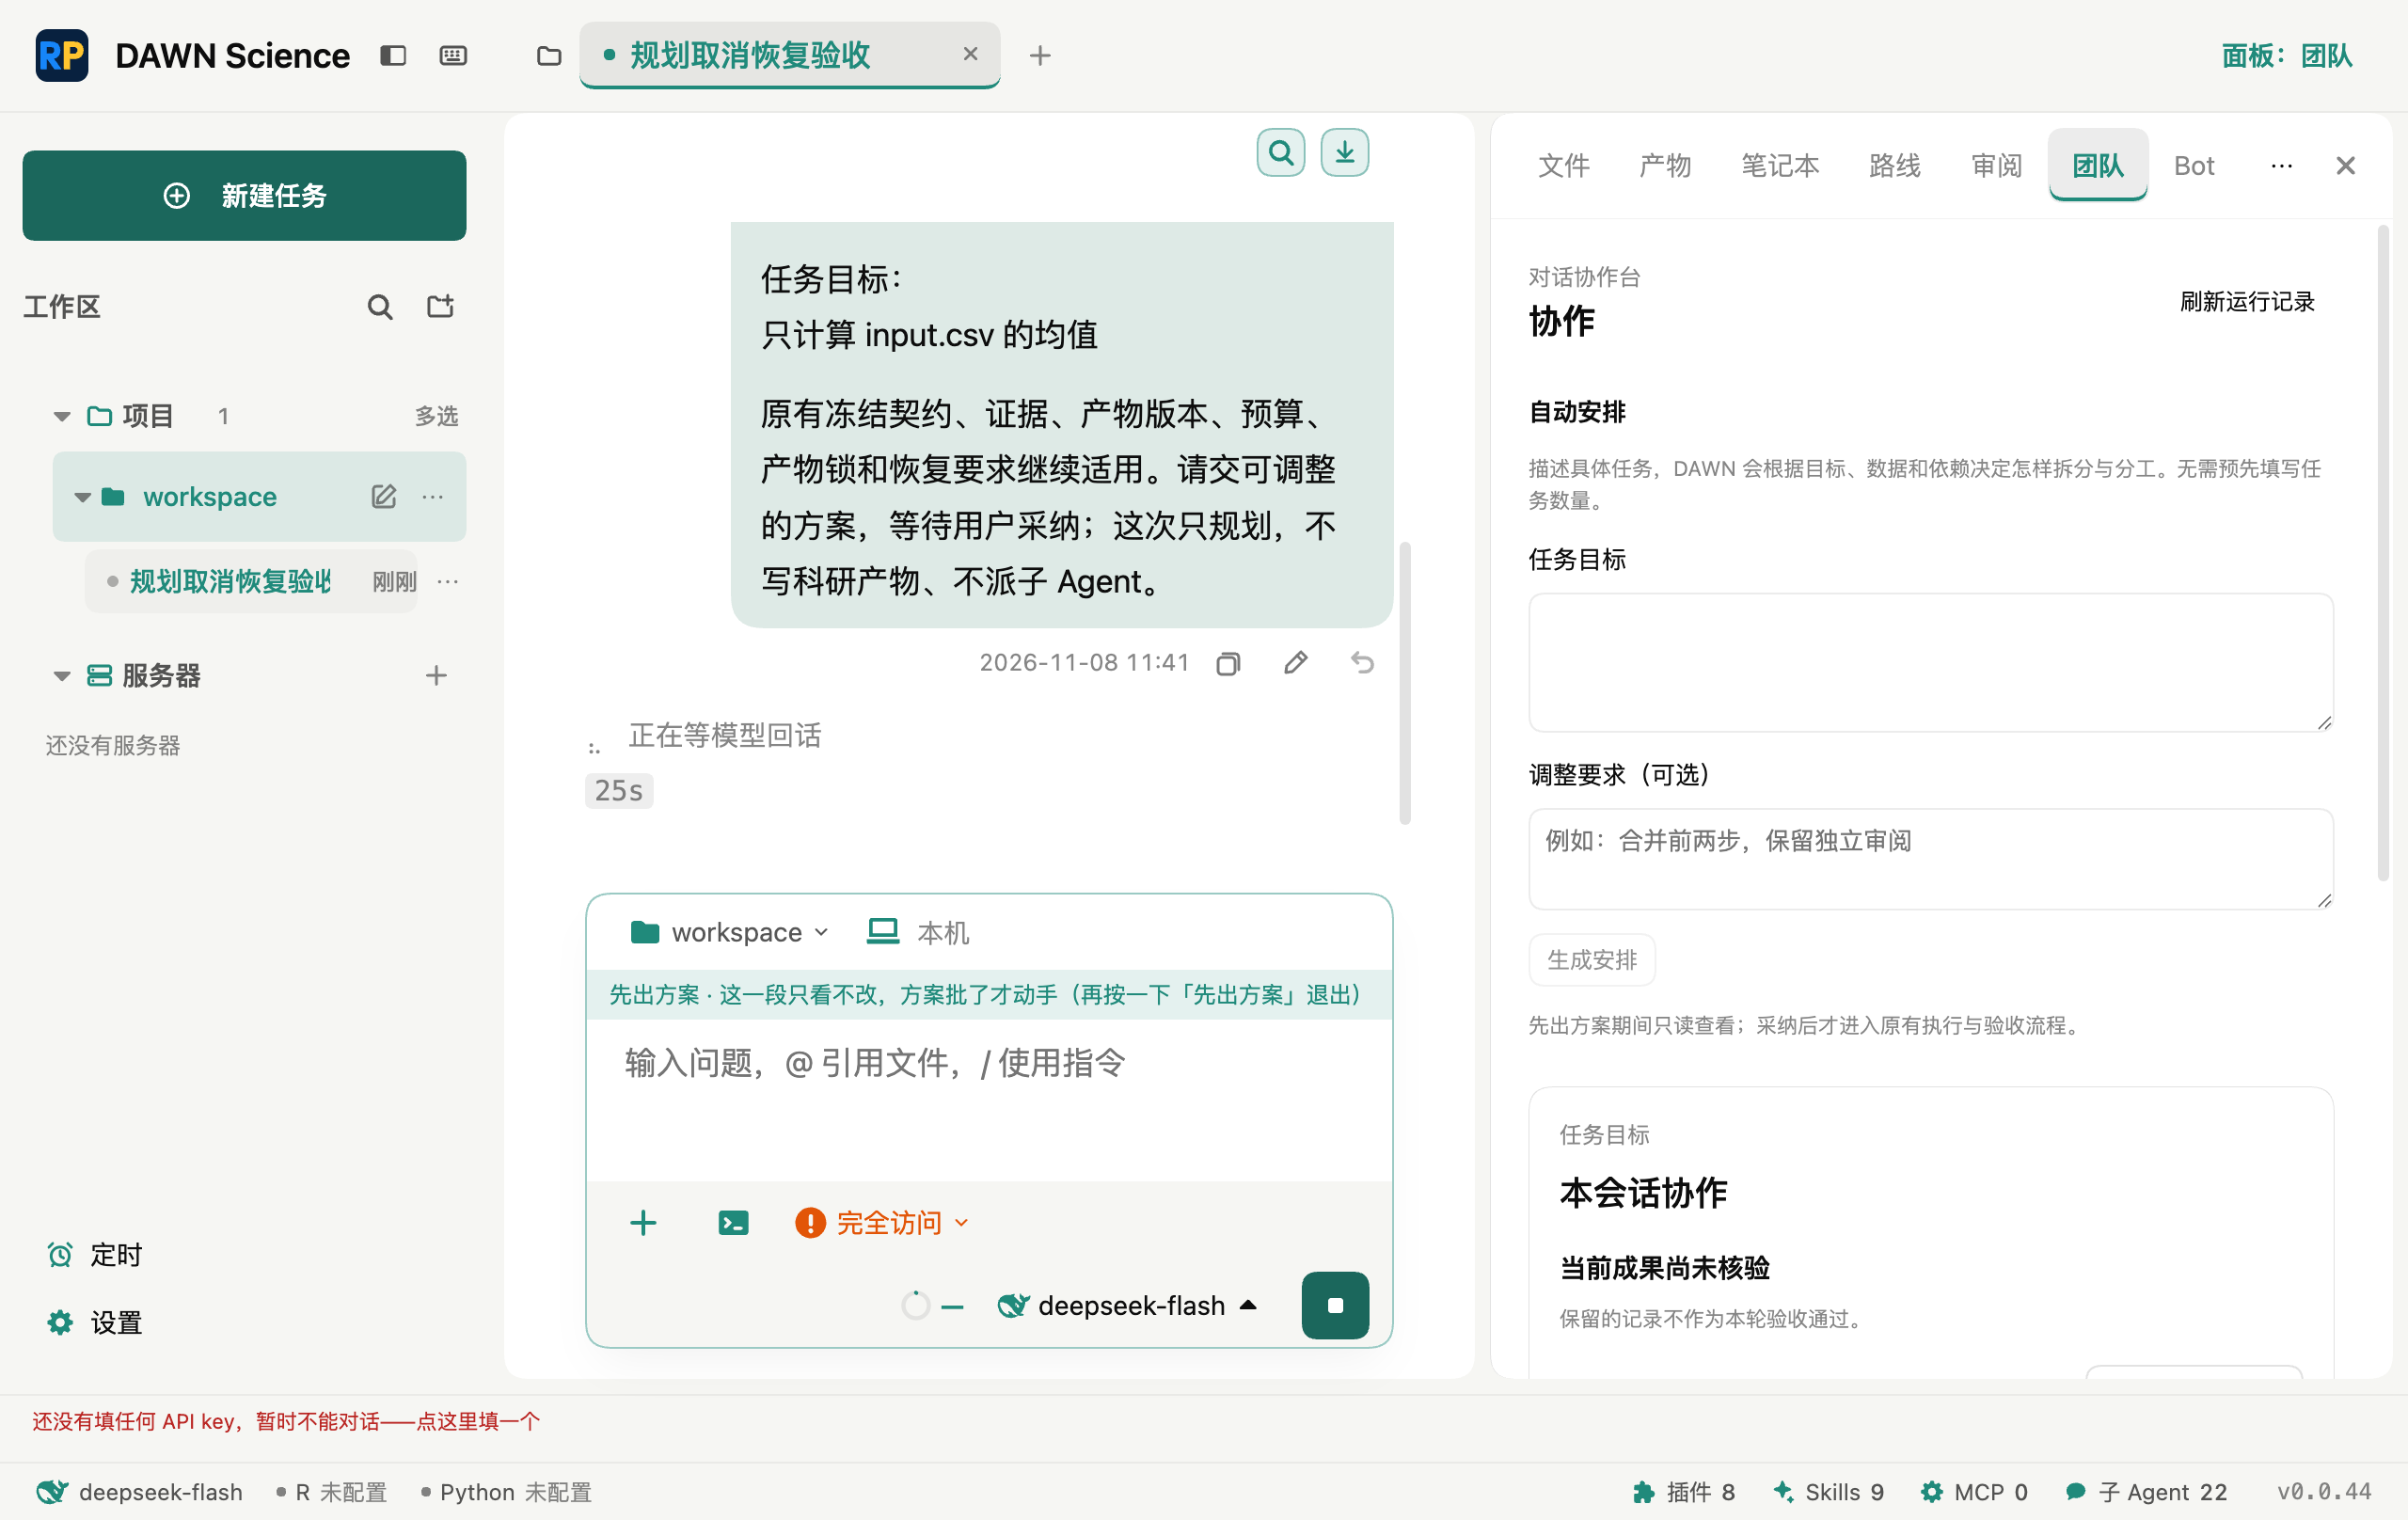 RP DAWN Science
规划取消恢复验收
面板：团队
新建任务
工作区
项目 1 多选
workspace
规划取消恢复验收 刚刚
服务器
还没有服务器
定时
设置
任务目标：
只计算 input.csv 的均值
原有冻结契约、证据、产物版本、预算、
产物锁和恢复要求继续适用。请交可调整
的方案，等待用户采纳；这次只规划，不
写科研产物、不派子 Agent。
2026-11-08 11:41
正在等模型回话
25s
workspace 本机
先出方案 · 这一段只看不改，方案批了才动手（再按一下「先出方案」退出）
输入问题，@ 引用文件，/ 使用指令
完全访问
deepseek-flash
文件 产物 笔记本 路线 审阅 团队 Bot
对话协作台
协作
刷新运行记录
自动安排
描述具体任务，DAWN 会根据目标、数据和依赖决定怎样拆分与分工。无需预先填写任
务数量。
任务目标
调整要求（可选）
例如：合并前两步，保留独立审阅
生成安排
先出方案期间只读查看；采纳后才进入原有执行与验收流程。
任务目标
本会话协作
当前成果尚未核验
保留的记录不作为本轮验收通过。
还没有填任何 API key，暂时不能对话——点这里填一个
deepseek-flash R 未配置 Python 未配置
插件 8 Skills 9 MCP 0 子 Agent 22 v0.0.44